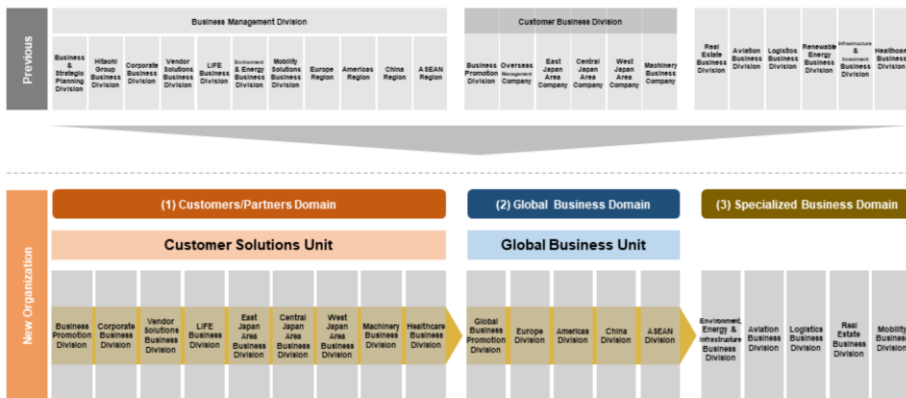 Previous
Business Management Division
Business
&
Strategic
Planning
Division
Hitachi
Group
Business
Division
Corporate
Business
Division
Vendor
Solutions
Business
Division
LIFE
Business
Division
Environment
& Energy
Business
Division
Mobility
Solutions
Business
Division
Europe
Region
Americas
Region
China
Region
ASEAN
Region
Customer Business Division
Business
Promotion
Division
Overseas
Management
Company
East
Japan
Area
Company
Central
Japan
Area
Company
West
Japan
Area
Company
Machinery
Business
Company
Real
Estate
Business
Division
Aviation
Business
Division
Logistics
Business
Division
Renewable
Energy
Business
Division
Infrastructure
&
Investment
Business
Division
Healthcare
Business
Division
New Organization
(1) Customers/Partners Domain
Customer Solutions Unit
Business
Promotion
Division
Corporate
Business
Division
Vendor
Solutions
Business
Division
LIFE
Business
Division
East
Japan
Area
Business
Division
Central
Japan
Area
Business
Division
West
Japan
Area
Business
Division
Machinery
Business
Division
Healthcare
Business
Division
(2) Global Business Domain
Global Business Unit
Global
Business
Promotion
Division
Europe
Division
Americas
Division
China
Division
ASEAN
Division
(3) Specialized Business Domain
Environment,
Energy &
Infrastructure
Business
Division
Aviation
Business
Division
Logistics
Business
Division
Real
Estate
Business
Division
Mobility
Business
Division